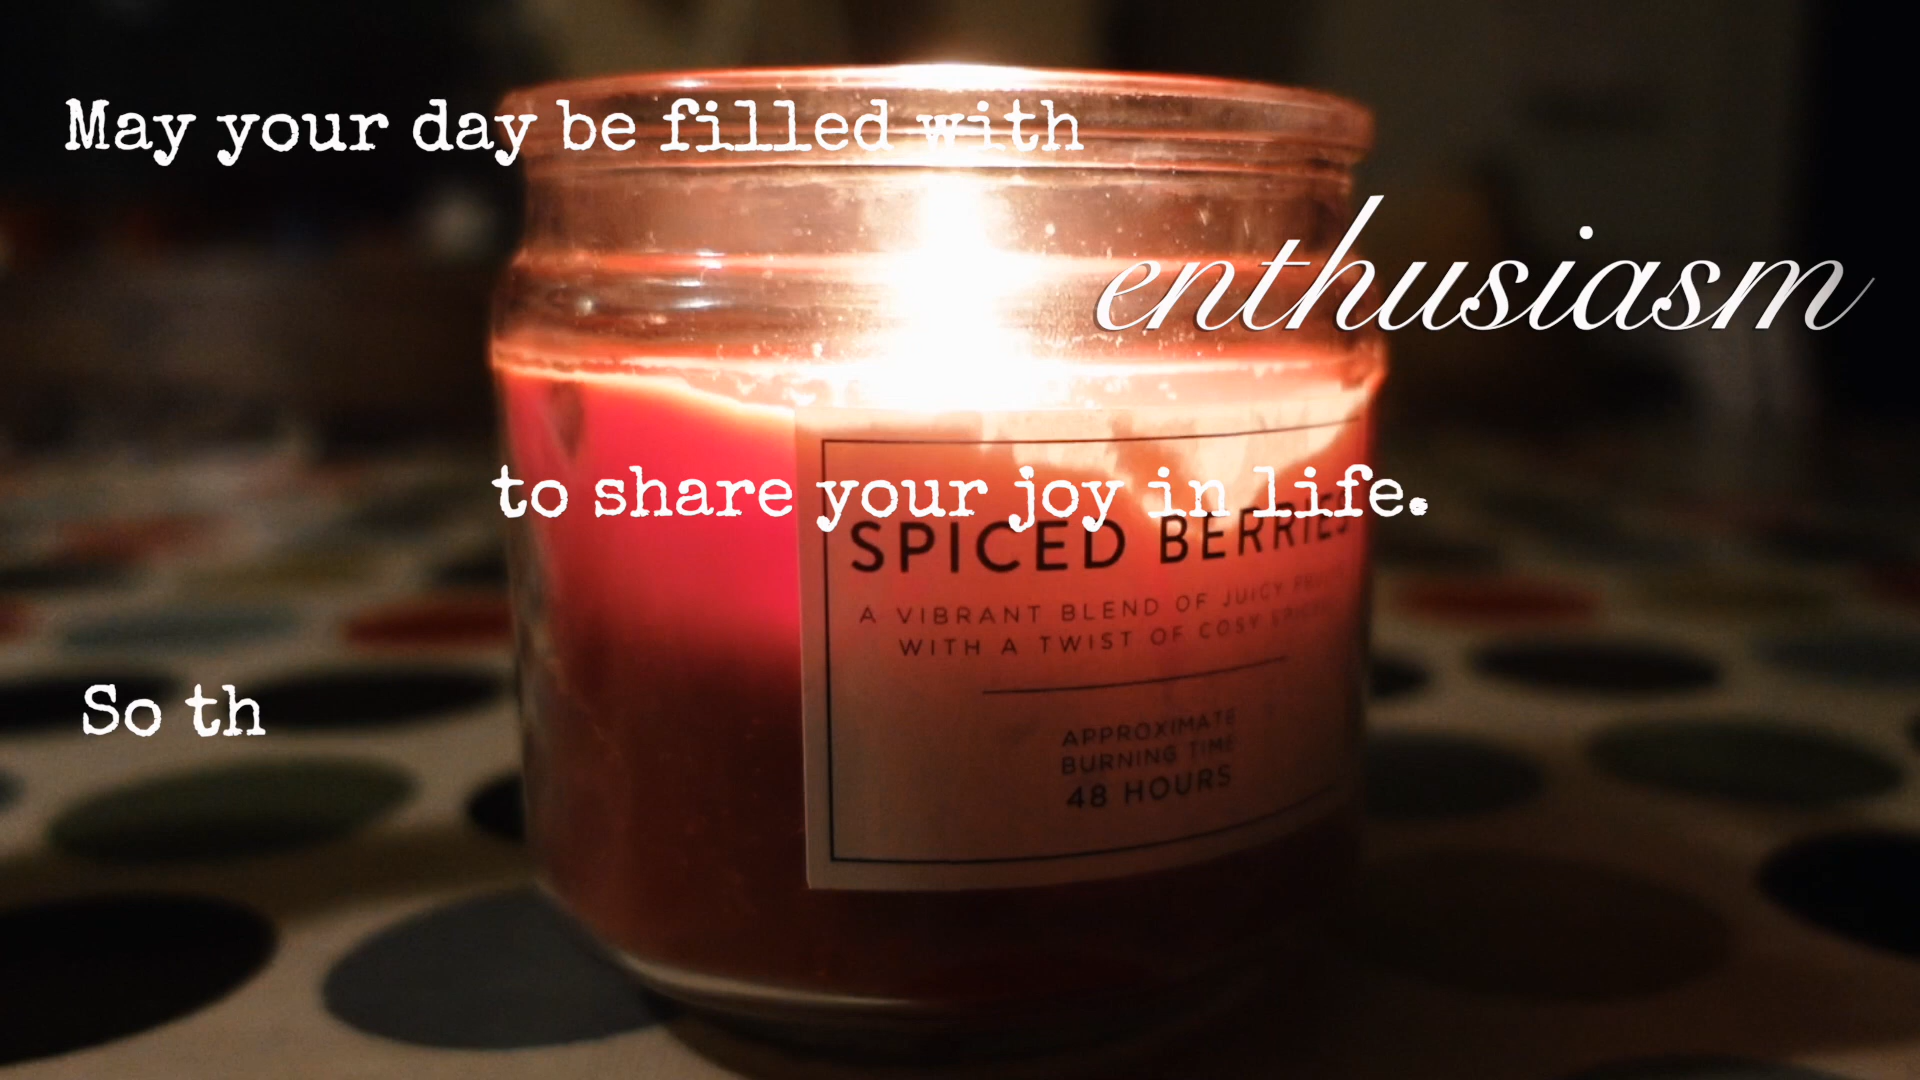 May your day be filled with
enthusiasm
to share your joy in life.
SPICED BERRIES
A VIBRANT BLEND OF JUICY
WITH A TWIST OF COSY
APPROXIMATE
BURNING TIME
48 HOURS
So th